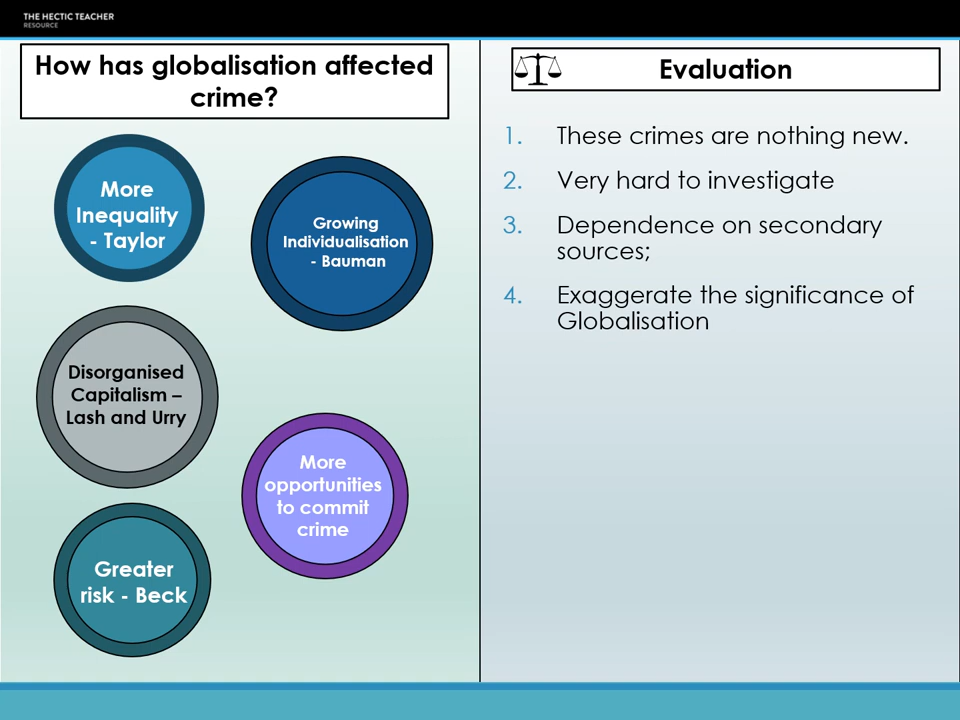 THE HECTIC TEACHER
RESOURCE
How has globalisation affected
crime?
More
Inequality
- Taylor
Growing
Individualisation
- Bauman
Disorganised
Capitalism –
Lash and Urry
More
opportunities
to commit
crime
Greater
risk - Beck
Evaluation
1. These crimes are nothing new.
2. Very hard to investigate
3. Dependence on secondary
sources;
4. Exaggerate the significance of
Globalisation